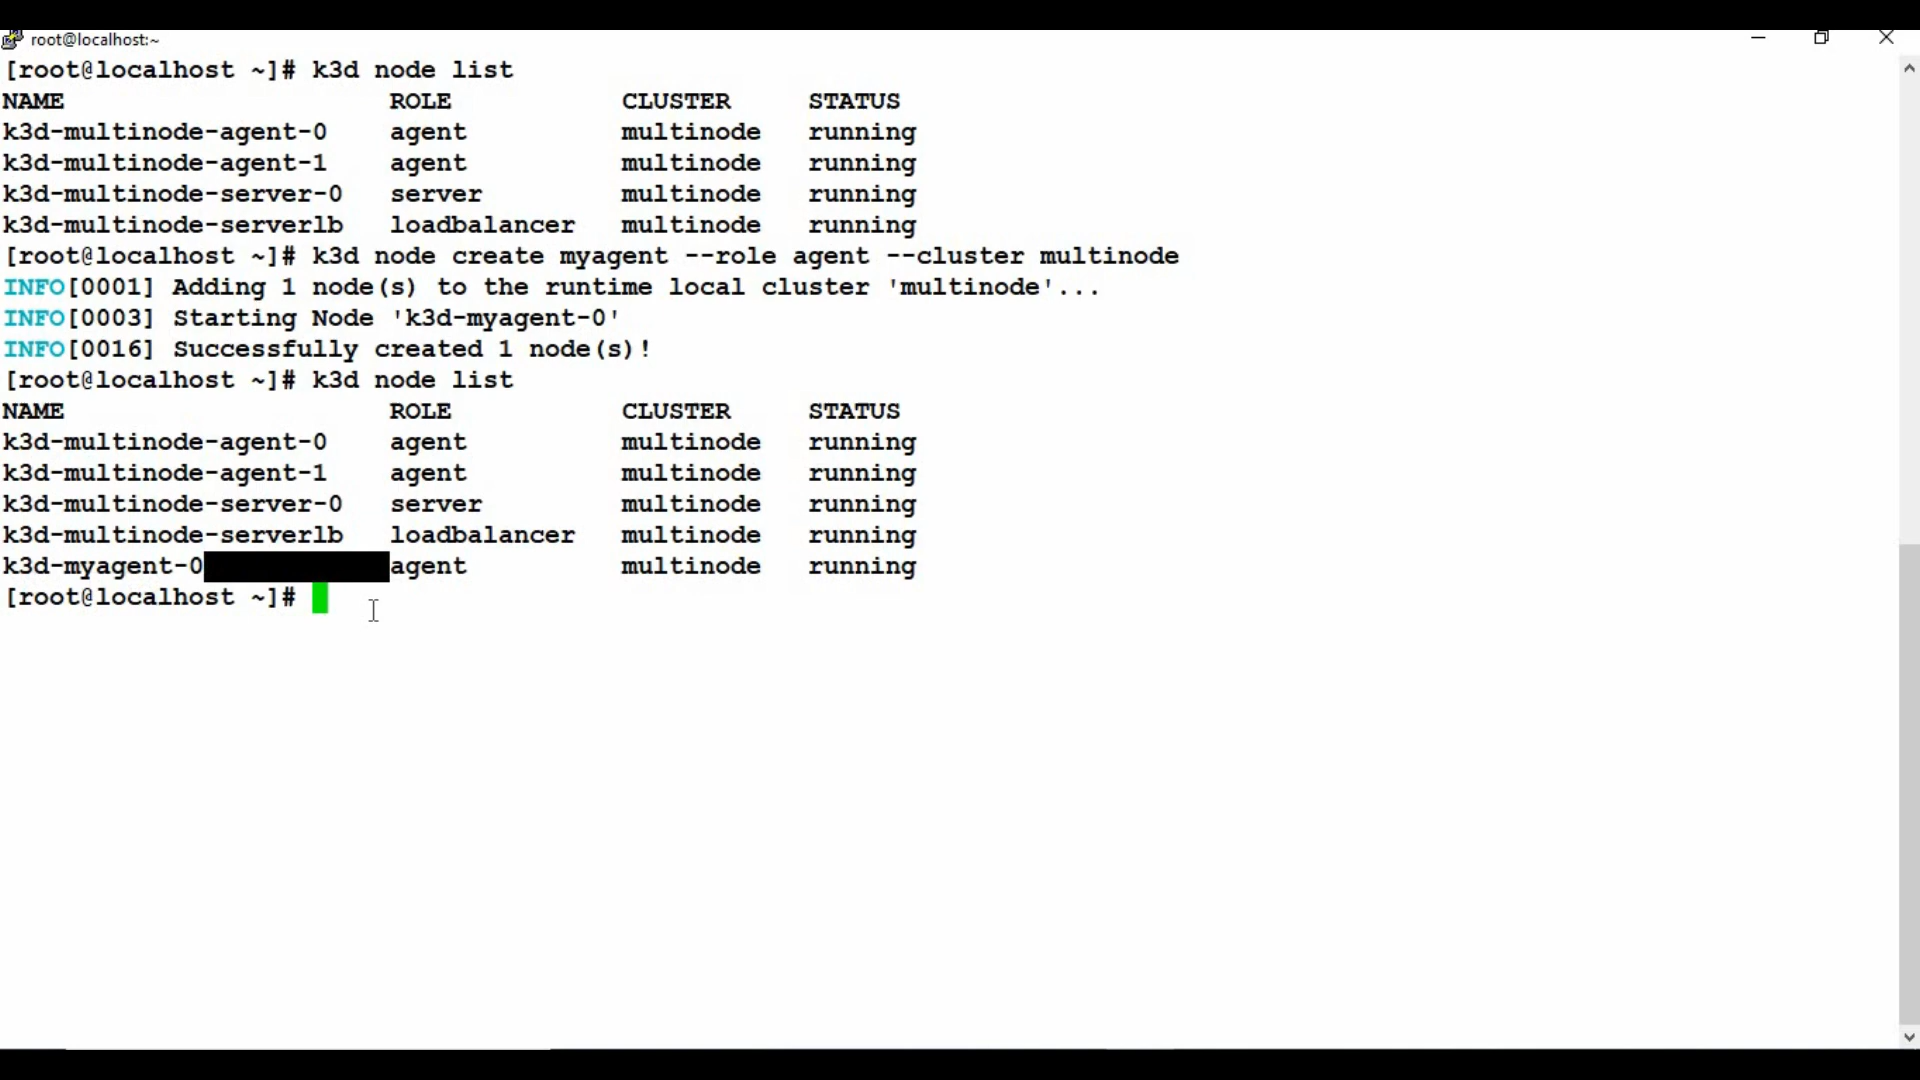 root@localhost:~
[root@localhost ~]# k3d node list
NAME ROLE CLUSTER STATUS
k3d-multinode-agent-0 agent multinode running
k3d-multinode-agent-1 agent multinode running
k3d-multinode-server-0 server multinode running
k3d-multinode-serverlb loadbalancer multinode running
[root@localhost ~]# k3d node create myagent --role agent --cluster multinode
INFO[0001] Adding 1 node(s) to the runtime local cluster 'multinode'...
INFO[0003] Starting Node 'k3d-myagent-0'
INFO[0016] Successfully created 1 node(s)!
[root@localhost ~]# k3d node list
NAME ROLE CLUSTER STATUS
k3d-multinode-agent-0 agent multinode running
k3d-multinode-agent-1 agent multinode running
k3d-multinode-server-0 server multinode running
k3d-multinode-serverlb loadbalancer multinode running
k3d-myagent-0 agent multinode running
[root@localhost ~]#